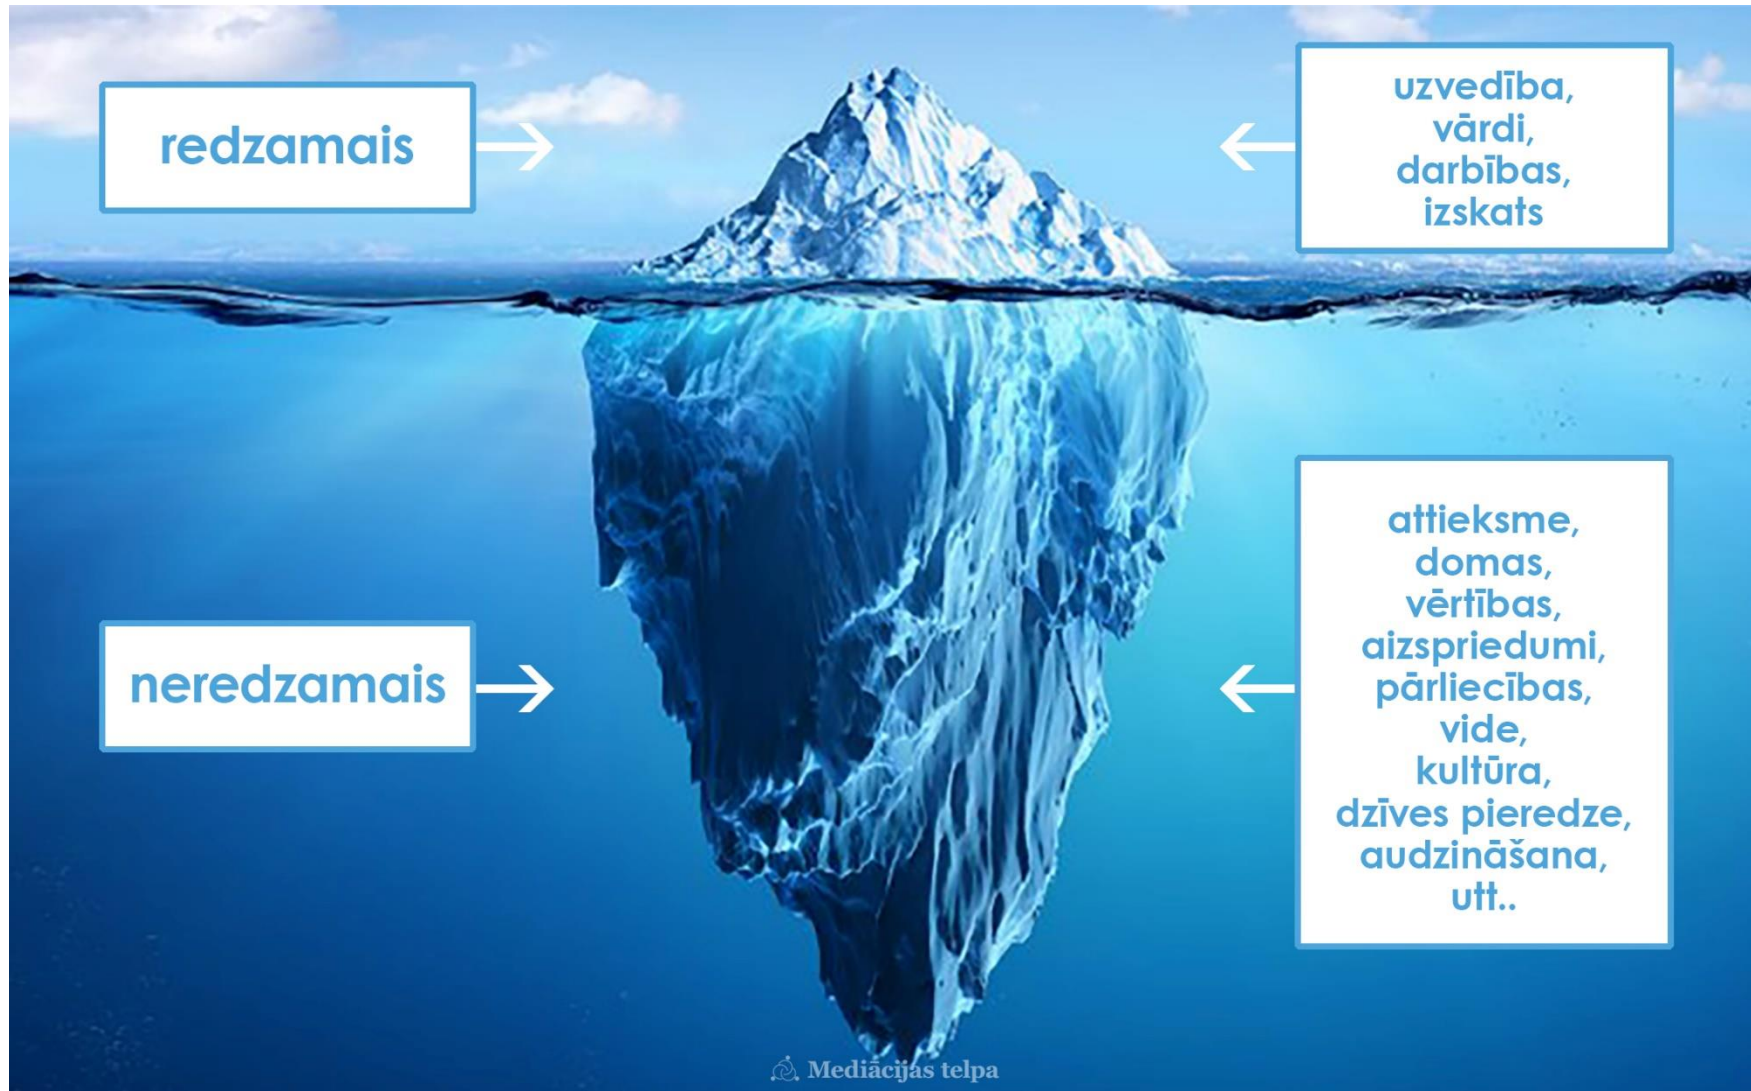 redzamais
uzvedība,
vārdi,
darbības,
izskats
neredzamais
attieksme,
domas,
vērtības,
aizspriedumi,
pārliecības,
vide,
kultūra,
dzīves pieredze,
audzināšana,
utt..
Mediācijas telpa